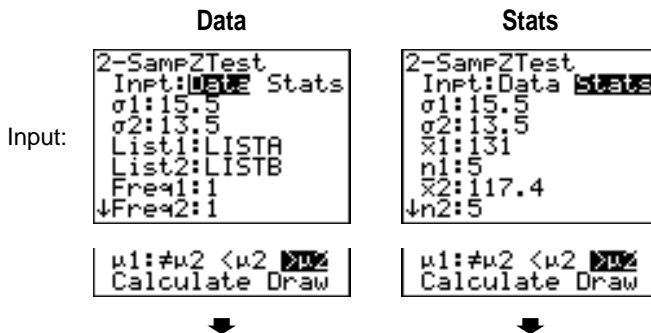 Data
Stats
Input:
2-SampZTest
Inpt:Data Stats
σ1:15.5
σ2:13.5
List1:LISTA
List2:LISTB
Freq1:1
↓Freq2:1
μ1:≠μ2 <μ2 >μ2
Calculate Draw
2-SampZTest
Inpt:Data Stats
σ1:15.5
σ2:13.5
x̄1:131
n1:5
x̄2:117.4
↓n2:5
μ1:≠μ2 <μ2 >μ2
Calculate Draw